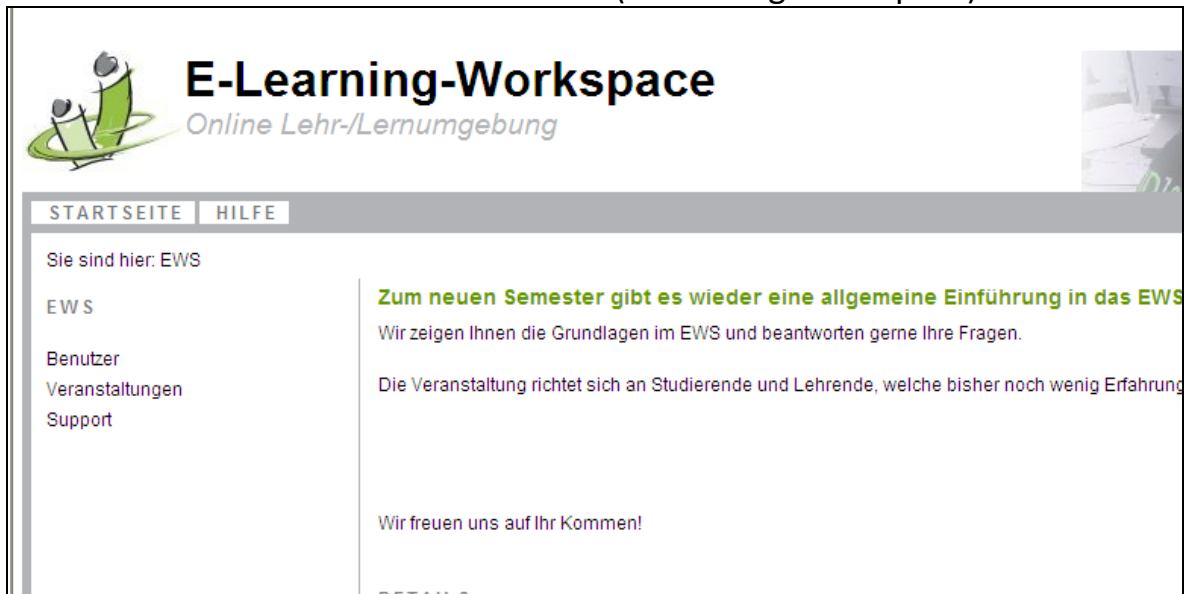 E-Learning-Workspace
Online Lehr-/Lernumgebung
STARTSEITE HILFE
Sie sind hier: EWS
EWS
Benutzer
Veranstaltungen
Support
Zum neuen Semester gibt es wieder eine allgemeine Einführung in das EWS
Wir zeigen Ihnen die Grundlagen im EWS und beantworten gerne Ihre Fragen.
Die Veranstaltung richtet sich an Studierende und Lehrende, welche bisher noch wenig Erfahrung
Wir freuen uns auf Ihr Kommen!